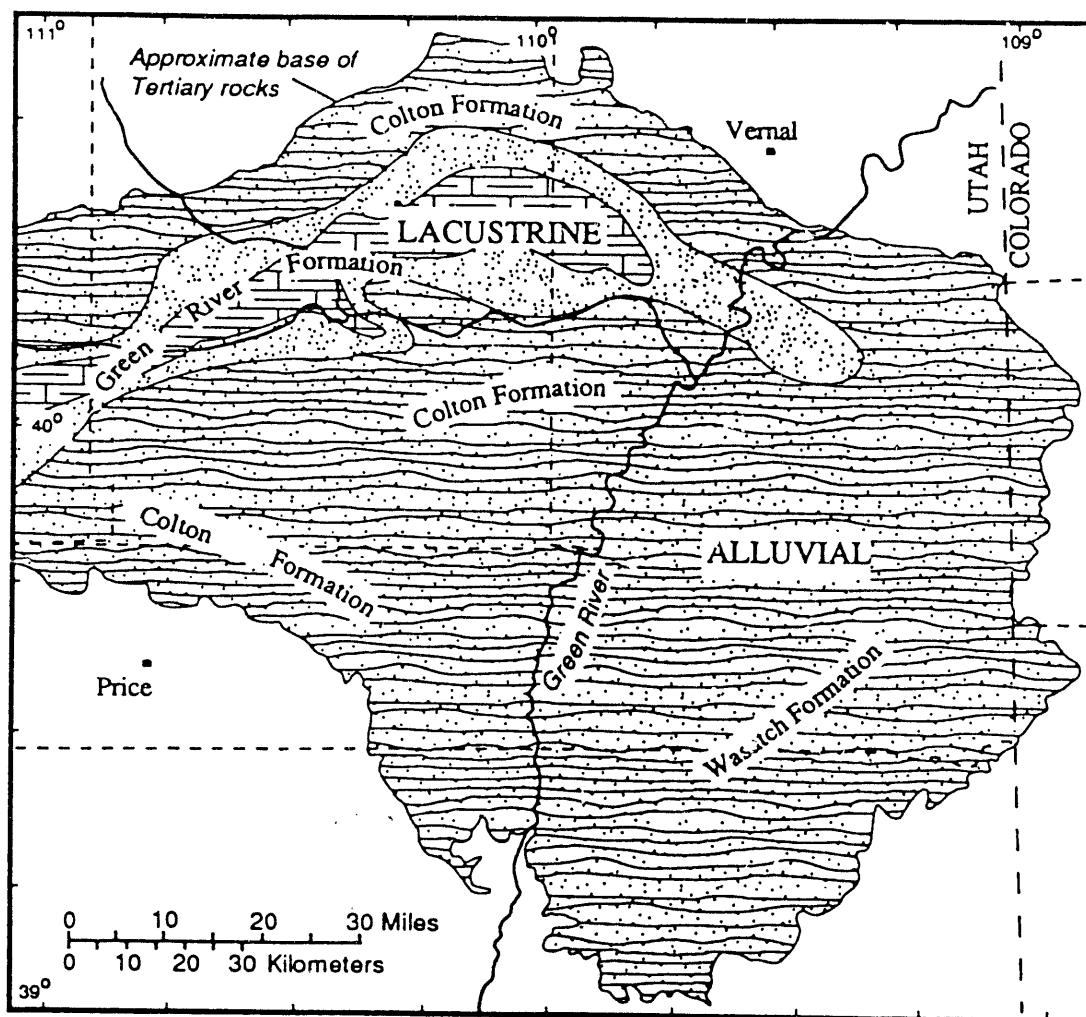 111°
110°
109°
Approximate base of
Tertiary rocks
Colton Formation
Vernal
UTAH
COLORADO
LACUSTRINE
Formation
River
Green
40°
Colton Formation
Colton
Formation
ALLUVIAL
Green River
Price
Wasatch Formation
0 10 20 30 Miles
0 10 20 30 Kilometers
39°